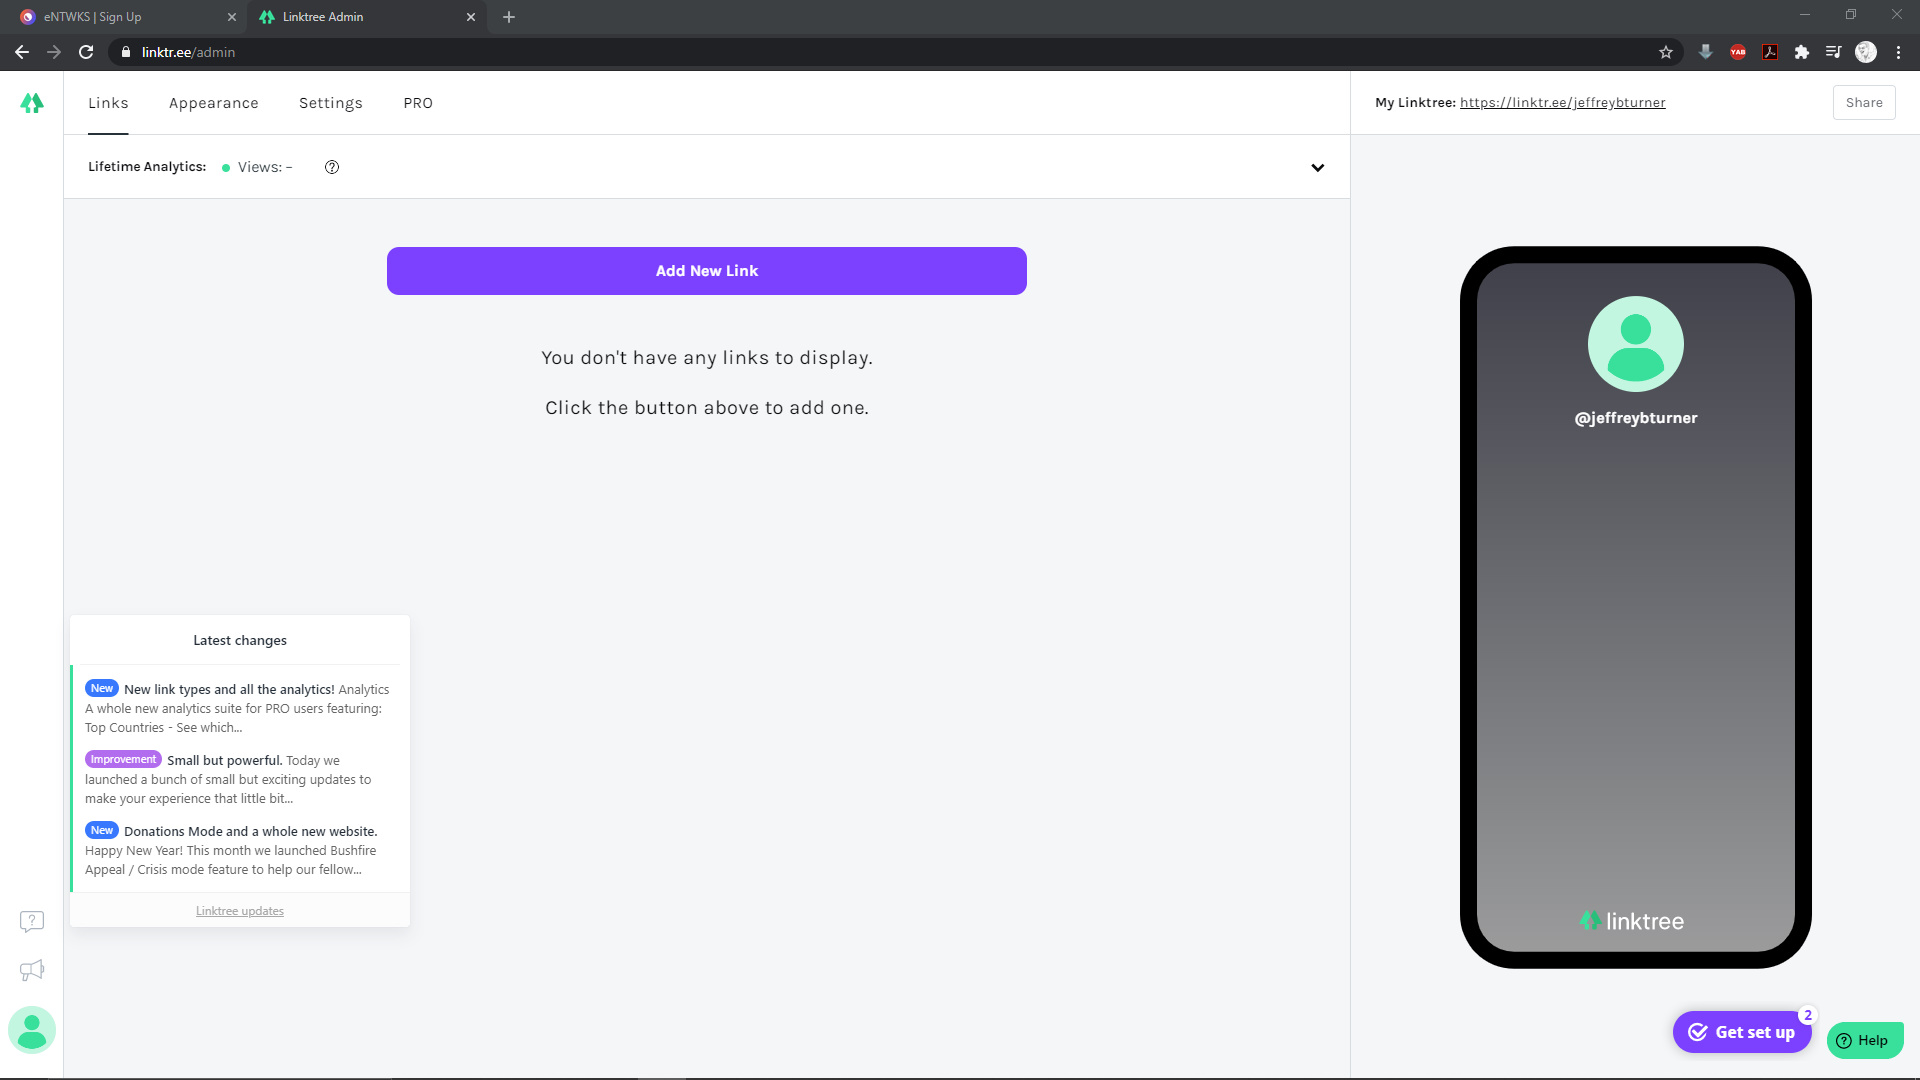 eNTWKS | Sign Up
Linktree Admin
linktr.ee/admin
YAB
Links
Appearance
Settings
PRO
My Linktree: https://linktr.ee/jeffreybturner
Share
Lifetime Analytics:
Views: –
Add New Link
You don't have any links to display.
Click the button above to add one.
@jeffreybturner
Latest changes
New New link types and all the analytics! Analytics
A whole new analytics suite for PRO users featuring:
Top Countries - See which...
Improvement Small but powerful. Today we
launched a bunch of small but exciting updates to
make your experience that little bit...
New Donations Mode and a whole new website.
Happy New Year! This month we launched Bushfire
Appeal / Crisis mode feature to help our fellow...
Linktree updates
linktree
Get set up
2
Help